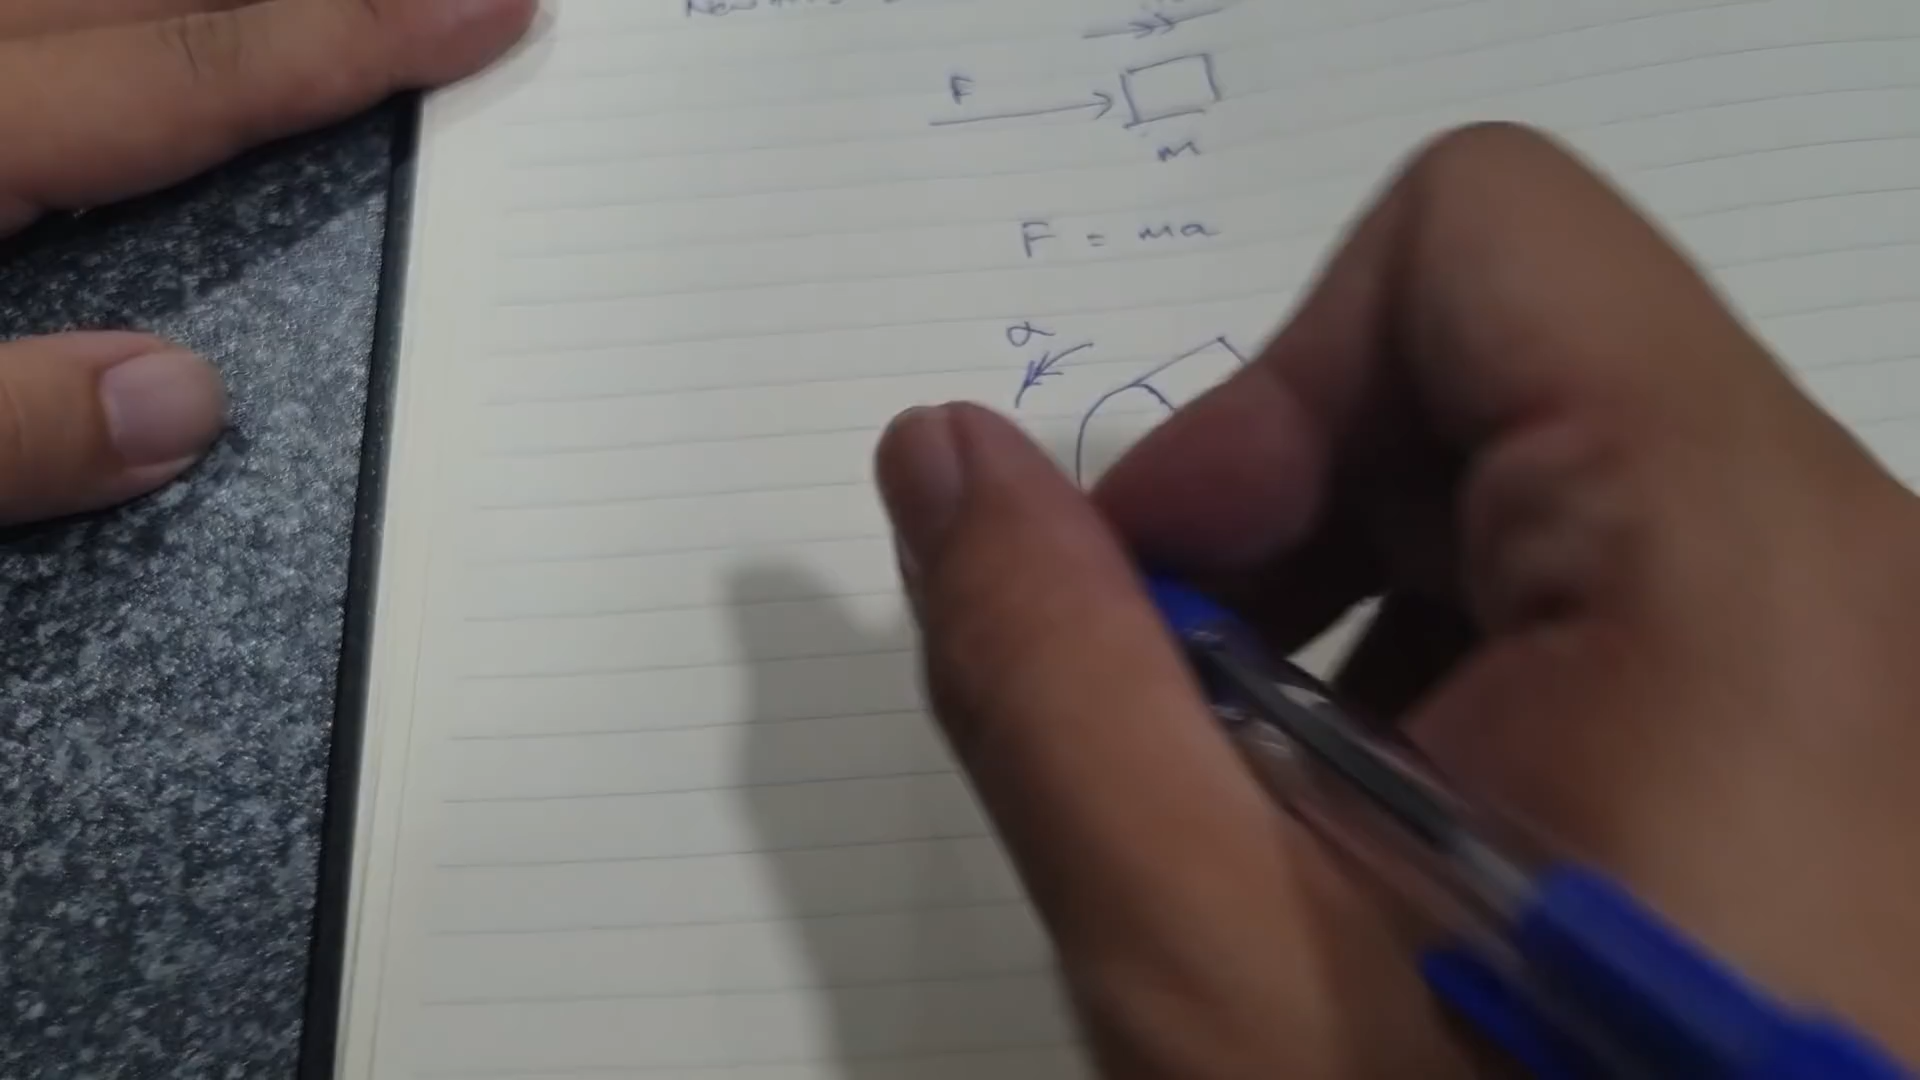 F
m
F = ma
α